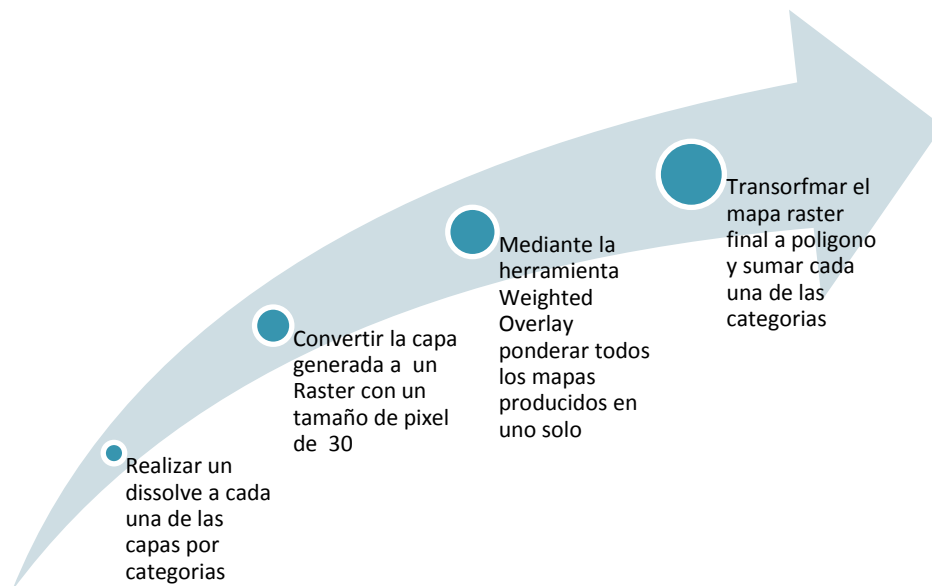 Realizar un
dissolve a cada
una de las
capas por
categorias
Convertir la capa
generada a un
Raster con un
tamaño de pixel
de 30
Mediante la
herramienta
Weighted
Overlay
ponderar todos
los mapas
producidos en
uno solo
Transorfmar el
mapa raster
final a poligono
y sumar cada
una de las
categorias